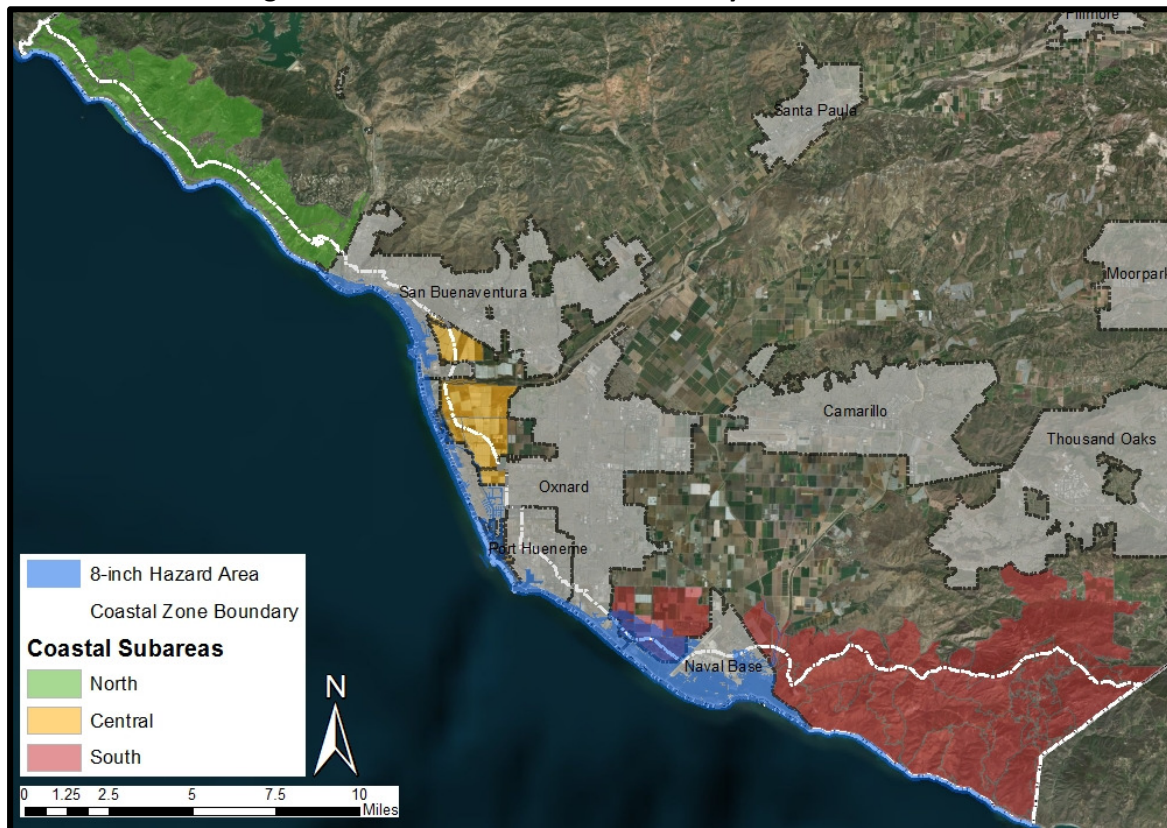 Fillmore
Santa Paula
Moorpark
San Buenaventura
Camarillo
Thousand Oaks
Oxnard
Port Hueneme
Naval Base
8-inch Hazard Area
Coastal Zone Boundary
Coastal Subareas
North
Central
South
N
0 1.25 2.5 5 7.5 10
Miles